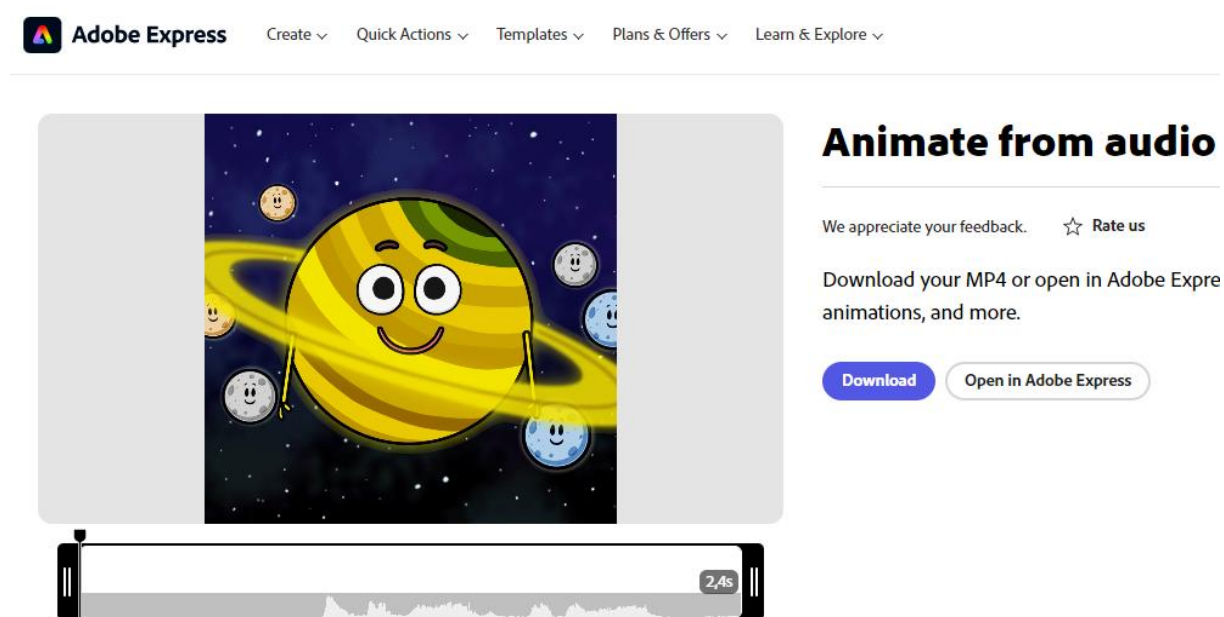 Adobe Express Create Quick Actions Templates Plans & Offers Learn & Explore
Animate from audio
We appreciate your feedback. Rate us
Download your MP4 or open in Adobe Expre
animations, and more.
Download Open in Adobe Express
2,4s